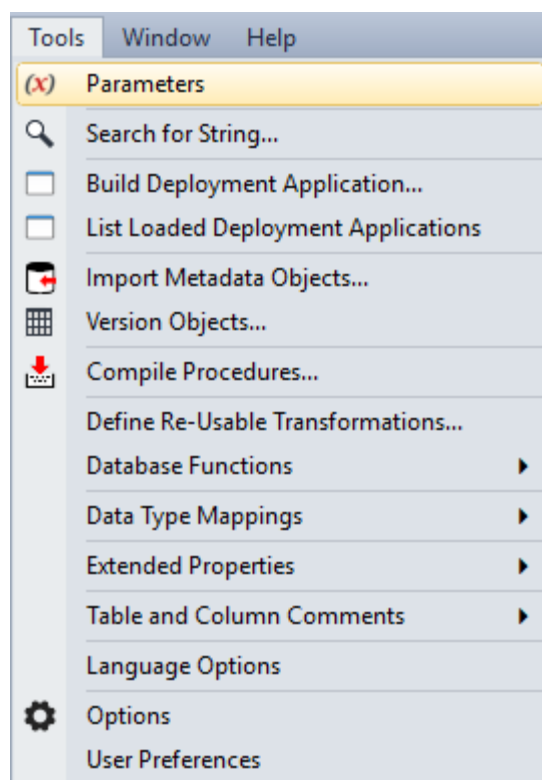 Tools Window Help
(x) Parameters
Search for String...
Build Deployment Application...
List Loaded Deployment Applications
Import Metadata Objects...
Version Objects...
Compile Procedures...
Define Re-Usable Transformations...
Database Functions
Data Type Mappings
Extended Properties
Table and Column Comments
Language Options
Options
User Preferences